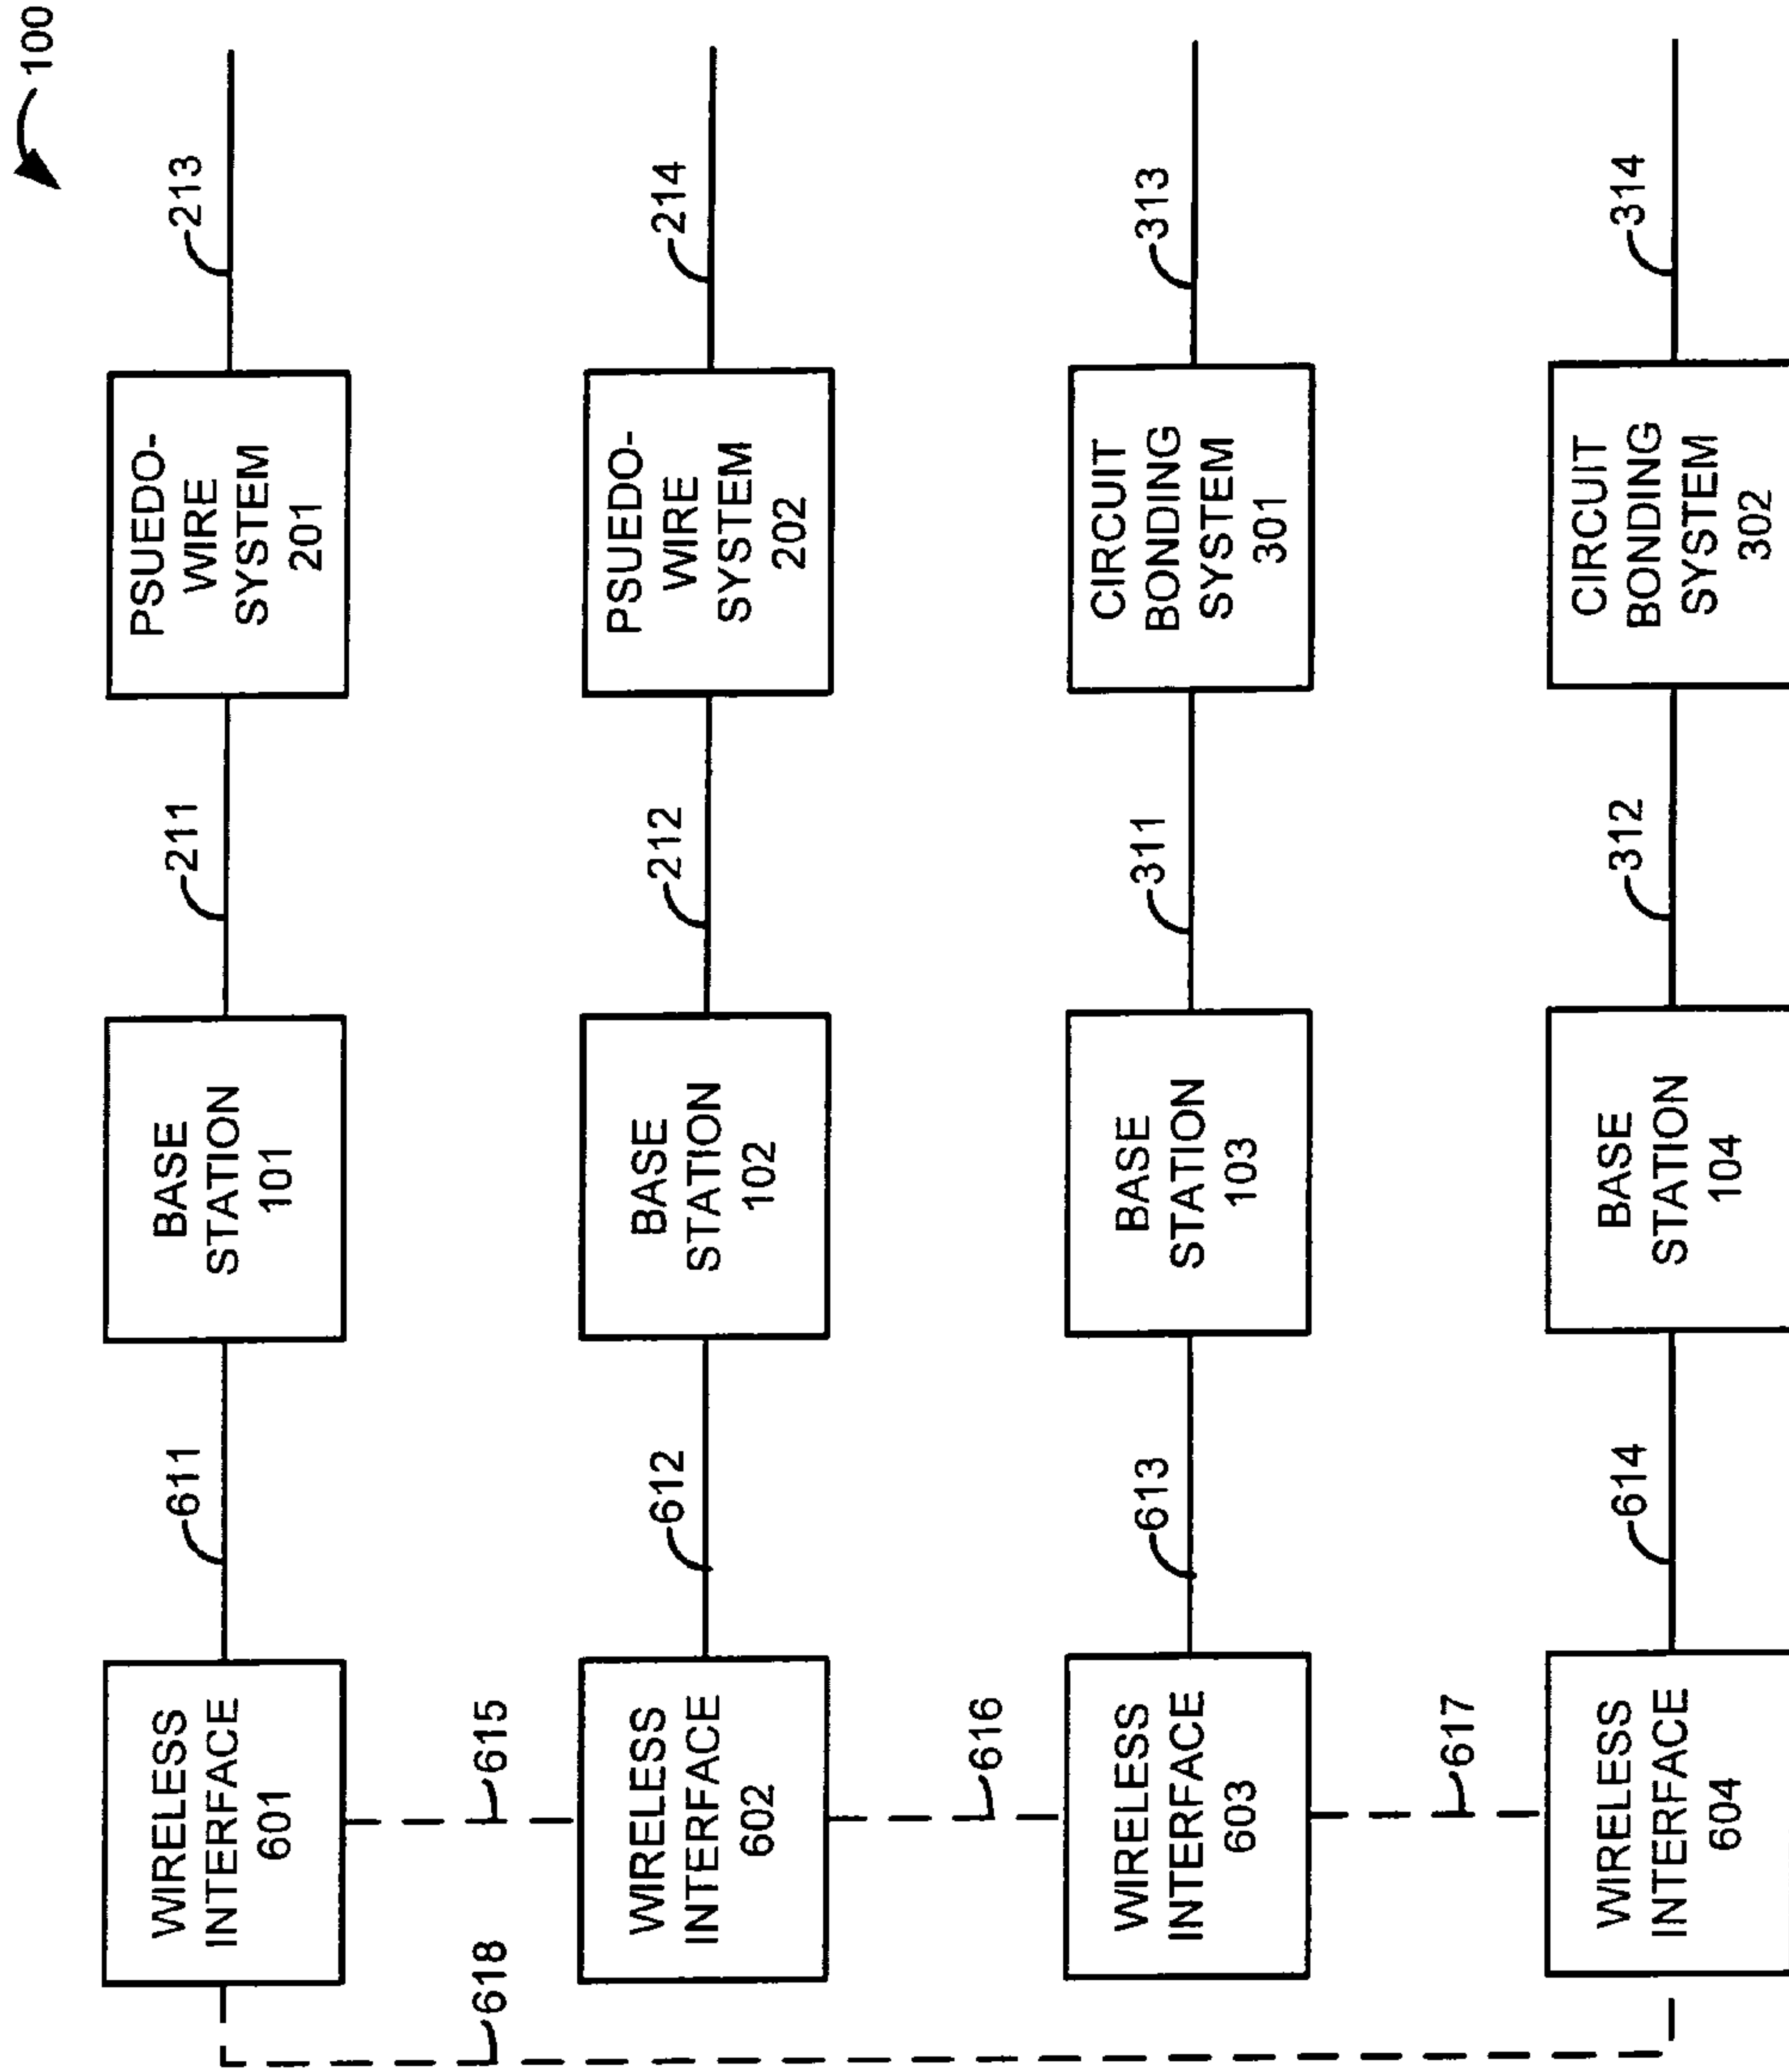 100
213
214
313
314
PSUEDO-
WIRE
SYSTEM
201
PSUEDO-
WIRE
SYSTEM
202
CIRCUIT
BONDING
SYSTEM
301
CIRCUIT
BONDING
SYSTEM
302
211
212
311
312
BASE
STATION
101
BASE
STATION
102
BASE
STATION
103
BASE
STATION
104
611
612
613
614
WIRELESS
INTERFACE
601
WIRELESS
INTERFACE
602
WIRELESS
INTERFACE
603
WIRELESS
INTERFACE
604
615
616
617
618